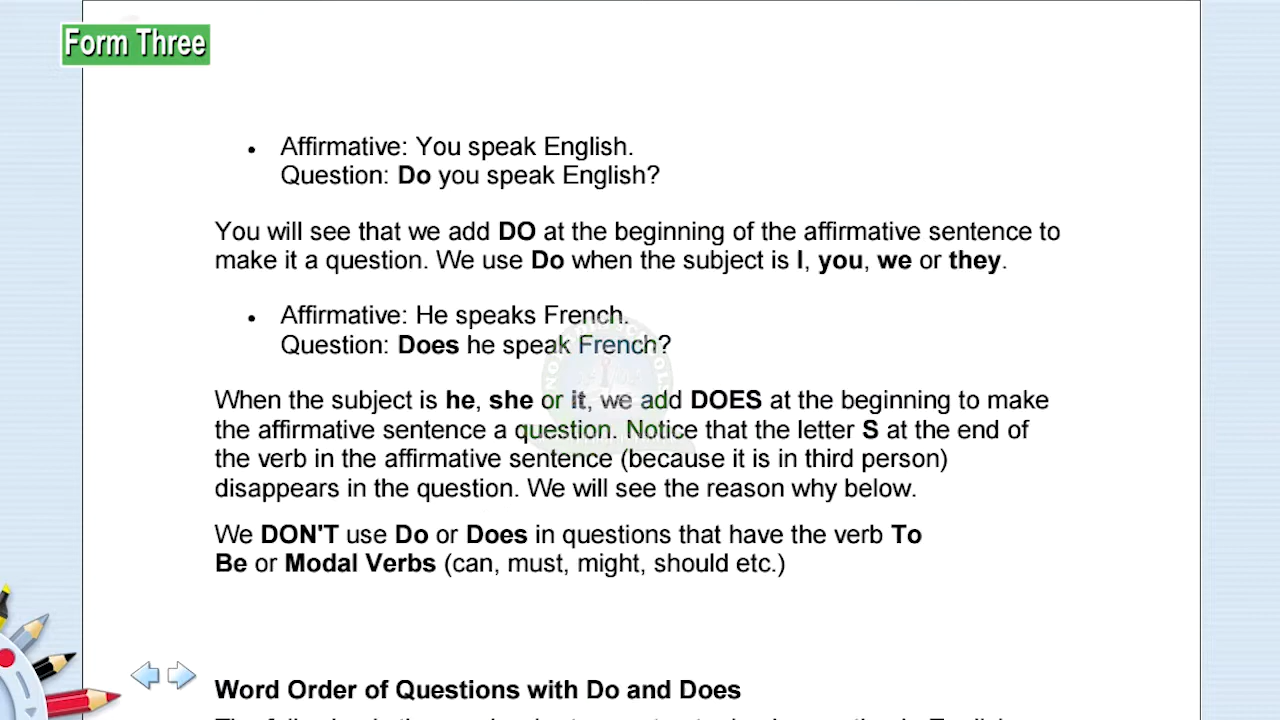 Form Three
• Affirmative: You speak English.
Question: Do you speak English?
You will see that we add DO at the beginning of the affirmative sentence to
make it a question. We use Do when the subject is I, you, we or they.
• Affirmative: He speaks French.
Question: Does he speak French?
When the subject is he, she or it, we add DOES at the beginning to make
the affirmative sentence a question. Notice that the letter S at the end of
the verb in the affirmative sentence (because it is in third person)
disappears in the question. We will see the reason why below.
We DON'T use Do or Does in questions that have the verb To
Be or Modal Verbs (can, must, might, should etc.)
Word Order of Questions with Do and Does